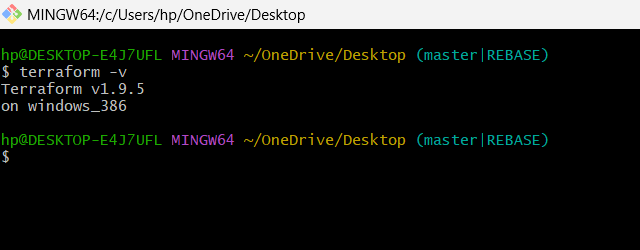 MINGW64:/c/Users/hp/OneDrive/Desktop
hp@DESKTOP-E4J7UFL MINGW64 ~/OneDrive/Desktop (master|REBASE)
$ terraform -v
Terraform v1.9.5
on windows_386
hp@DESKTOP-E4J7UFL MINGW64 ~/OneDrive/Desktop (master|REBASE)
$